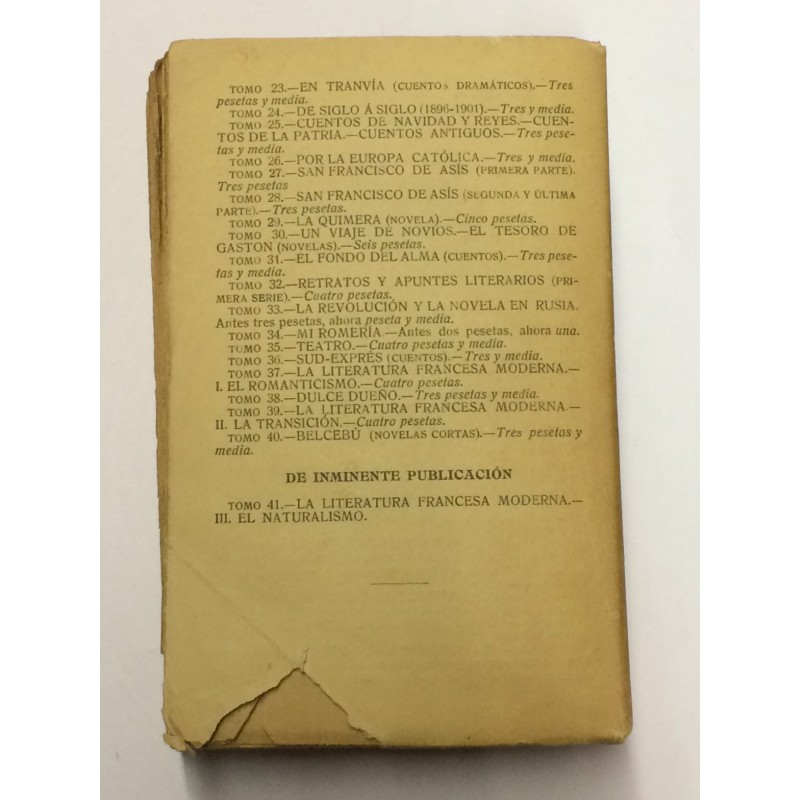 TOMO 23.—EN TRANVÍA (CUENTOS DRAMÁTICOS).—Tres
pesetas y media.
TOMO 24.—DE SIGLO Á SIGLO (1896-1901).—Tres y media.
TOMO 25.—CUENTOS DE NAVIDAD Y REYES.—CUEN-
TOS DE LA PATRIA.—CUENTOS ANTIGUOS.—Tres pese-
tas y media.
TOMO 26.—POR LA EUROPA CATÓLICA.—Tres y media.
TOMO 27.—SAN FRANCISCO DE ASÍS (PRIMERA PARTE).
Tres pesetas
TOMO 28.—SAN FRANCISCO DE ASÍS (SEGUNDA Y ÚLTIMA
PARTE).—Tres pesetas.
TOMO 29.—LA QUIMERA (NOVELA).—Cinco pesetas.
TOMO 30.—UN VIAJE DE NOVIOS.—EL TESORO DE
GASTON (NOVELAS).—Seis pesetas.
TOMO 31.—EL FONDO DEL ALMA (CUENTOS).—Tres pese-
tas y media.
TOMO 32.—RETRATOS Y APUNTES LITERARIOS (PRI-
MERA SERIE).—Cuatro pesetas.
TOMO 33.—LA REVOLUCIÓN Y LA NOVELA EN RUSIA.
Antes tres pesetas, ahora peseta y media.
TOMO 34.—MI ROMERÍA.—Antes dos pesetas, ahora una.
TOMO 35.—TEATRO.—Cuatro pesetas y media.
TOMO 36.—SUD-EXPRÉS (CUENTOS).—Tres y media.
TOMO 37.—LA LITERATURA FRANCESA MODERNA.—
I. EL ROMANTICISMO.—Cuatro pesetas.
TOMO 38.—DULCE DUEÑO.—Tres pesetas y media.
TOMO 39.—LA LITERATURA FRANCESA MODERNA.—
II. LA TRANSICIÓN.—Cuatro pesetas.
TOMO 40.—BELCEBÚ (NOVELAS CORTAS).—Tres pesetas y
media.
DE INMINENTE PUBLICACIÓN
TOMO 41.—LA LITERATURA FRANCESA MODERNA.—
III. EL NATURALISMO.